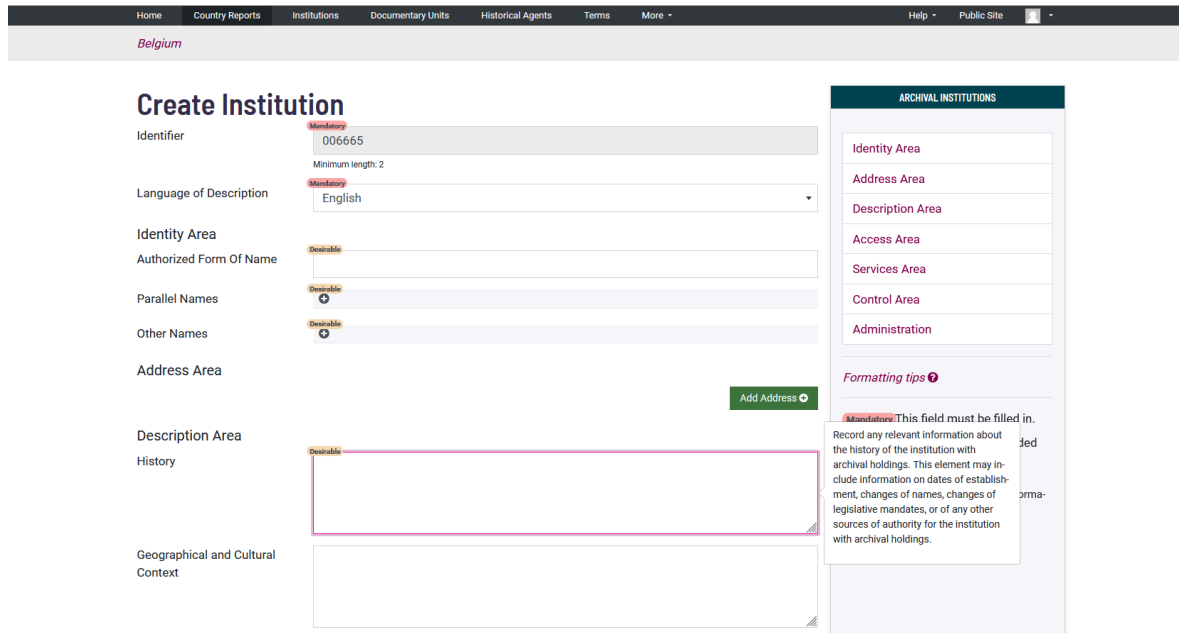 Home Country Reports Institutions Documentary Units Historical Agents Terms More Help Public Site
Belgium
Create Institution
Identifier
Mandatory
006665
Minimum length: 2
Language of Description
Mandatory
English
Identity Area
Authorized Form Of Name
Desirable
Parallel Names
Desirable
Other Names
Desirable
Address Area
Add Address
Description Area
History
Desirable
Geographical and Cultural
Context
ARCHIVAL INSTITUTIONS
Identity Area
Address Area
Description Area
Access Area
Services Area
Control Area
Administration
Formatting tips
Mandatory This field must be filled in.
Record any relevant information about
the history of the institution with
archival holdings. This element may in-
clude information on dates of establish-
ment, changes of names, changes of
legislative mandates, or of any other
sources of authority for the institution
with archival holdings.